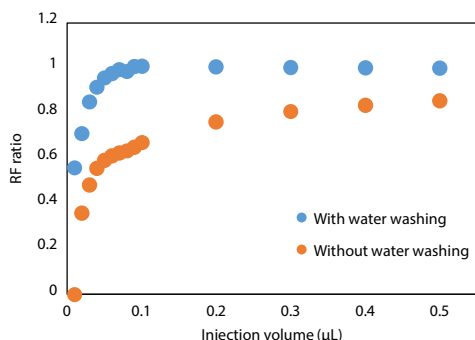 1.2
1
0.8
0.6
0.4
0.2
0
RF ratio
With water washing
Without water washing
0 0.1 0.2 0.3 0.4 0.5
Injection volume (µL)